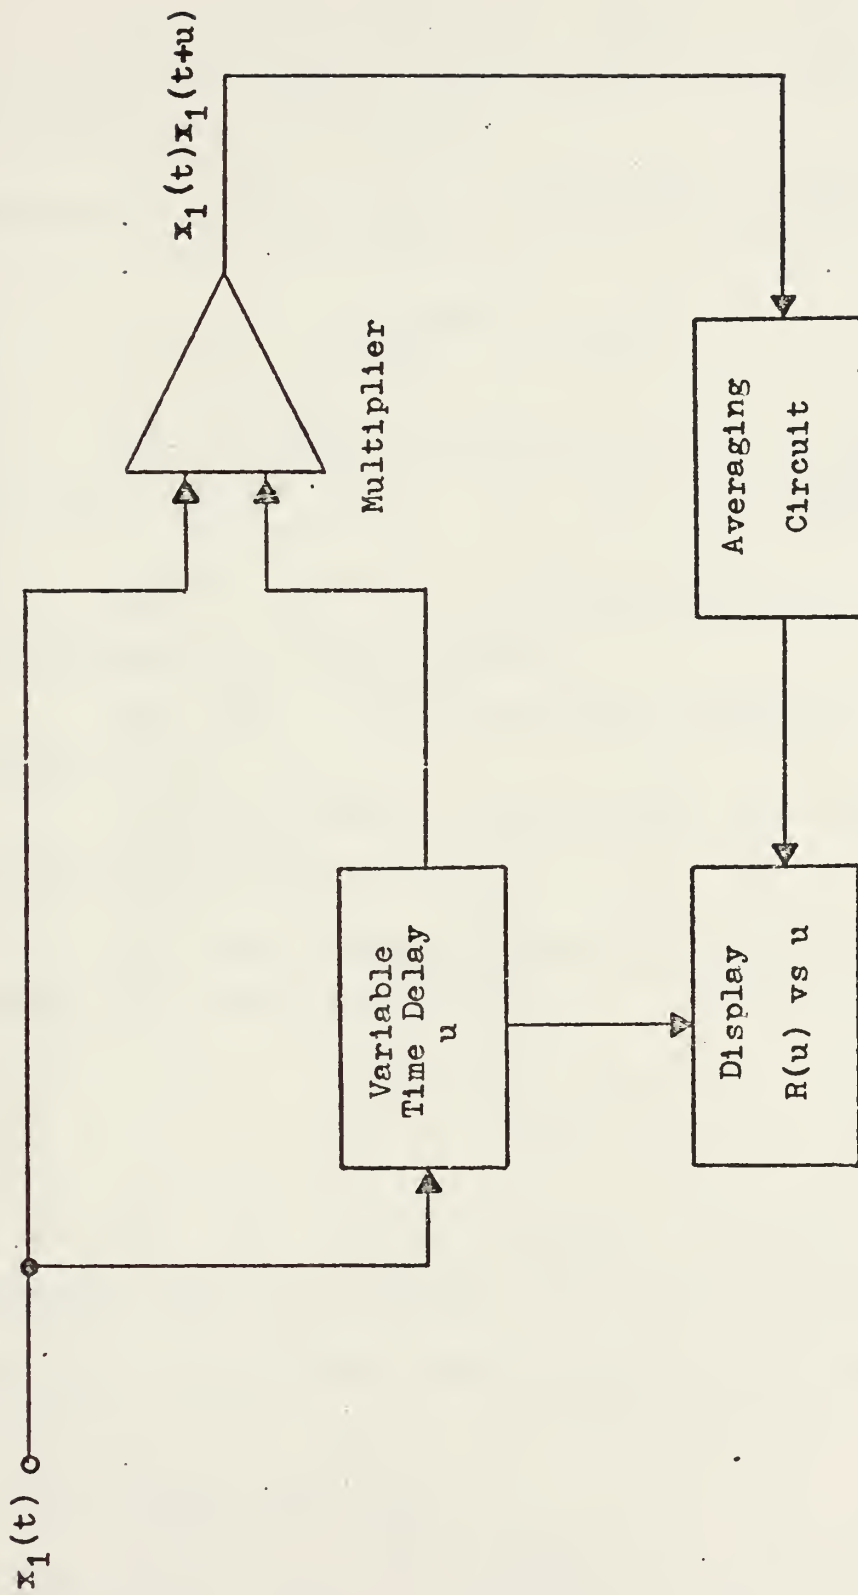 x₁(t)
x₁(t)x₁(t+u)
Multiplier
Variable
Time Delay
u
Display
R(u) vs u
Averaging
Circuit